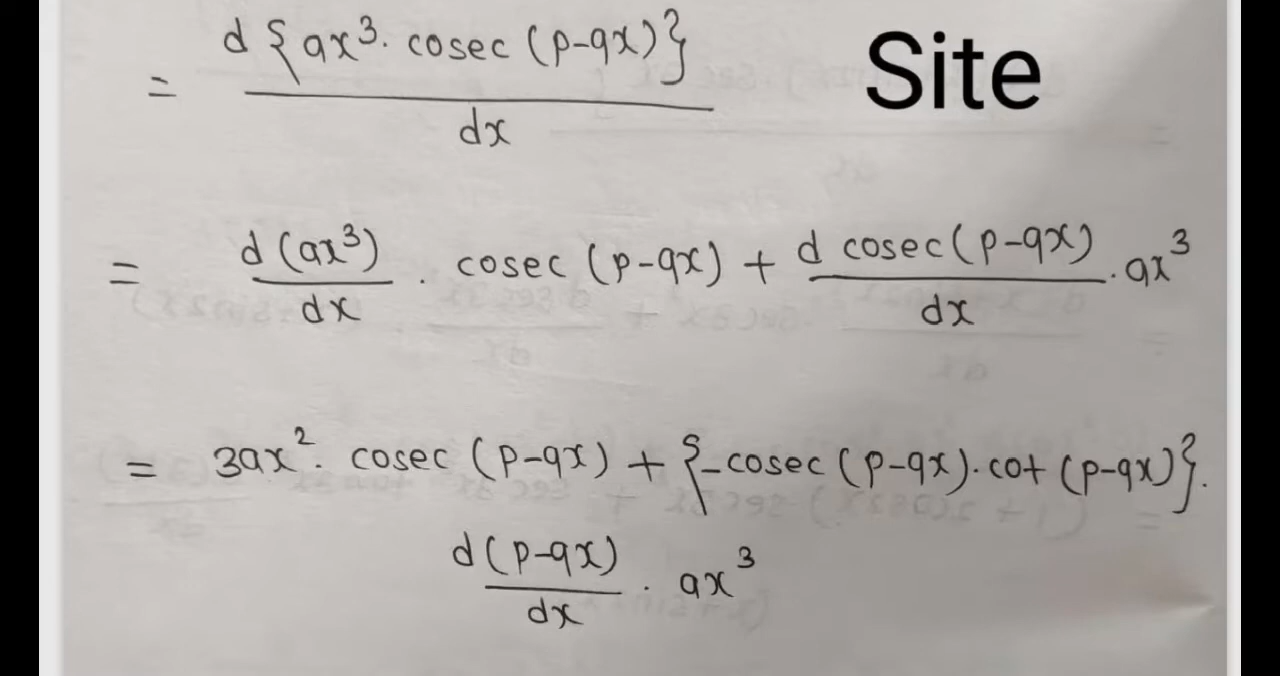 = d{ax³. cosec (p-qx)}/dx Site
= d(ax³)/dx . cosec (p-qx) + d cosec(p-qx)/dx . ax³
= 3ax². cosec (p-qx) + {-cosec (p-qx). cot (p-qx)}.
d(p-qx)/dx . ax³